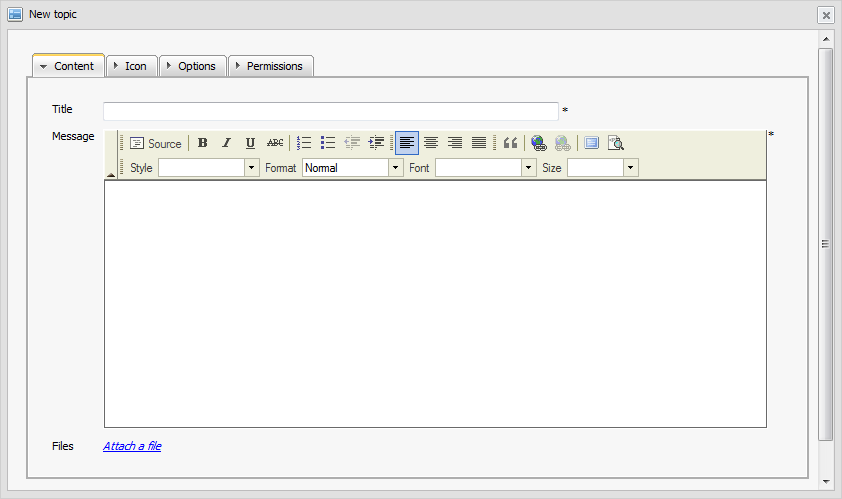 New topic
Content Icon Options Permissions
Title *
Message *
Source B I U ABC
Style Format Normal Font Size
Files Attach a file